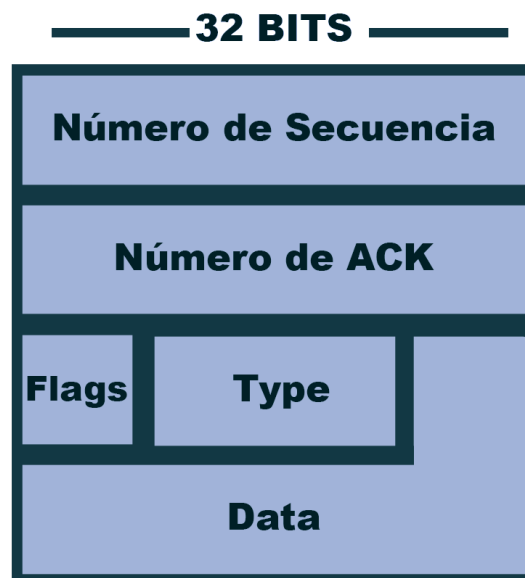 32 BITS
Número de Secuencia
Número de ACK
Flags Type
Data